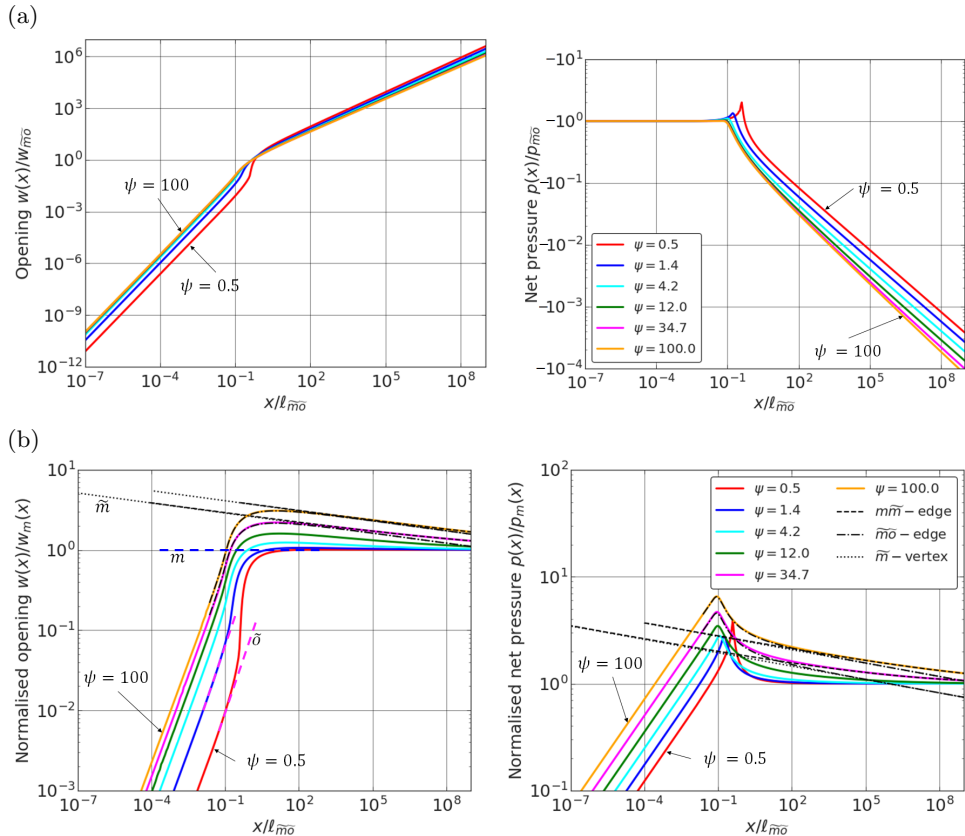 (a)
Opening w(x)/w_{\widetilde{mo}}
10^6
10^3
10^0
10^{-3}
10^{-6}
10^{-9}
10^{-12}
ψ = 100
ψ = 0.5
10^{-7} 10^{-4} 10^{-1} 10^2 10^5 10^8
x/ℓ_{\widetilde{mo}}
Net pressure p(x)/p_{\widetilde{mo}}
−10^1
−10^0
−10^{-1}
−10^{-2}
−10^{-3}
−10^{-4}
ψ = 0.5
ψ = 0.5
ψ = 1.4
ψ = 4.2
ψ = 12.0
ψ = 34.7
ψ = 100.0
ψ = 100
10^{-7} 10^{-4} 10^{-1} 10^2 10^5 10^8
x/ℓ_{\widetilde{mo}}
(b)
Normalised opening w(x)/w_m(x)
10^1
10^0
10^{-1}
10^{-2}
10^{-3}
m̃
m
õ
ψ = 100
ψ = 0.5
10^{-7} 10^{-4} 10^{-1} 10^2 10^5 10^8
x/ℓ_{\widetilde{mo}}
Normalised net pressure p(x)/p_m(x)
10^2
10^1
10^0
10^{-1}
ψ = 0.5
ψ = 1.4
ψ = 4.2
ψ = 12.0
ψ = 34.7
ψ = 100.0
mm̃ − edge
\widetilde{mo} − edge
m̃ − vertex
ψ = 100
ψ = 0.5
10^{-7} 10^{-4} 10^{-1} 10^2 10^5 10^8
x/ℓ_{\widetilde{mo}}